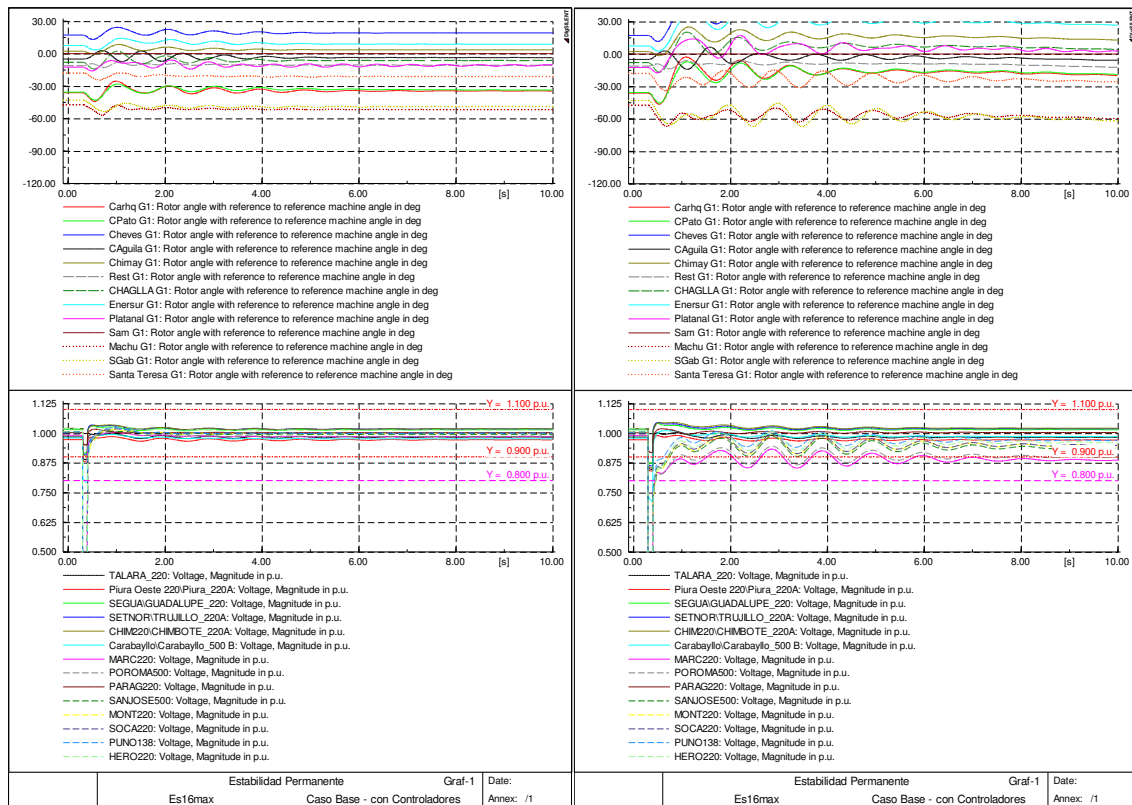 DIgSILENT
30.00
0.00
-30.00
-60.00
-90.00
-120.00
0.00 2.00 4.00 6.00 8.00 [s] 10.00
Carhq G1: Rotor angle with reference to reference machine angle in deg
CPato G1: Rotor angle with reference to reference machine angle in deg
Cheves G1: Rotor angle with reference to reference machine angle in deg
CAguila G1: Rotor angle with reference to reference machine angle in deg
Chimay G1: Rotor angle with reference to reference machine angle in deg
Rest G1: Rotor angle with reference to reference machine angle in deg
CHAGLLA G1: Rotor angle with reference to reference machine angle in deg
Enersur G1: Rotor angle with reference to reference machine angle in deg
Platanal G1: Rotor angle with reference to reference machine angle in deg
Sam G1: Rotor angle with reference to reference machine angle in deg
Machu G1: Rotor angle with reference to reference machine angle in deg
SGab G1: Rotor angle with reference to reference machine angle in deg
Santa Teresa G1: Rotor angle with reference to reference machine angle in deg
1.125
1.000
0.875
0.750
0.625
0.500
Y = 1.100 p.u.
Y = 0.900 p.u.
Y = 0.800 p.u.
0.00 2.00 4.00 6.00 8.00 [s] 10.00
TALARA_220: Voltage, Magnitude in p.u.
Piura Oeste 220\Piura_220A: Voltage, Magnitude in p.u.
SEGUA\GUADALUPE_220: Voltage, Magnitude in p.u.
SETNOR\TRUJILLO_220A: Voltage, Magnitude in p.u.
CHIM220\CHIMBOTE_220A: Voltage, Magnitude in p.u.
Carabayllo\Carabayllo_500 B: Voltage, Magnitude in p.u.
MARC220: Voltage, Magnitude in p.u.
POROMA500: Voltage, Magnitude in p.u.
PARAG220: Voltage, Magnitude in p.u.
SANJOSE500: Voltage, Magnitude in p.u.
MONT220: Voltage, Magnitude in p.u.
SOCA220: Voltage, Magnitude in p.u.
PUNO138: Voltage, Magnitude in p.u.
HERO220: Voltage, Magnitude in p.u.
Estabilidad Permanente Graf-1 Date:
Es16max Caso Base - con Controladores Annex: /1
DIgSILENT
30.00
0.00
-30.00
-60.00
-90.00
-120.00
0.00 2.00 4.00 6.00 8.00 [s] 10.00
Carhq G1: Rotor angle with reference to reference machine angle in deg
CPato G1: Rotor angle with reference to reference machine angle in deg
Cheves G1: Rotor angle with reference to reference machine angle in deg
CAguila G1: Rotor angle with reference to reference machine angle in deg
Chimay G1: Rotor angle with reference to reference machine angle in deg
Rest G1: Rotor angle with reference to reference machine angle in deg
CHAGLLA G1: Rotor angle with reference to reference machine angle in deg
Enersur G1: Rotor angle with reference to reference machine angle in deg
Platanal G1: Rotor angle with reference to reference machine angle in deg
Sam G1: Rotor angle with reference to reference machine angle in deg
Machu G1: Rotor angle with reference to reference machine angle in deg
SGab G1: Rotor angle with reference to reference machine angle in deg
Santa Teresa G1: Rotor angle with reference to reference machine angle in deg
1.125
1.000
0.875
0.750
0.625
0.500
Y = 1.100 p.u.
Y = 0.900 p.u.
Y = 0.800 p.u.
0.00 2.00 4.00 6.00 8.00 [s] 10.00
TALARA_220: Voltage, Magnitude in p.u.
Piura Oeste 220\Piura_220A: Voltage, Magnitude in p.u.
SEGUA\GUADALUPE_220: Voltage, Magnitude in p.u.
SETNOR\TRUJILLO_220A: Voltage, Magnitude in p.u.
CHIM220\CHIMBOTE_220A: Voltage, Magnitude in p.u.
Carabayllo\Carabayllo_500 B: Voltage, Magnitude in p.u.
MARC220: Voltage, Magnitude in p.u.
POROMA500: Voltage, Magnitude in p.u.
PARAG220: Voltage, Magnitude in p.u.
SANJOSE500: Voltage, Magnitude in p.u.
MONT220: Voltage, Magnitude in p.u.
SOCA220: Voltage, Magnitude in p.u.
PUNO138: Voltage, Magnitude in p.u.
HERO220: Voltage, Magnitude in p.u.
Estabilidad Permanente Graf-1 Date:
Es16max Caso Base - con Controladores Annex: /1